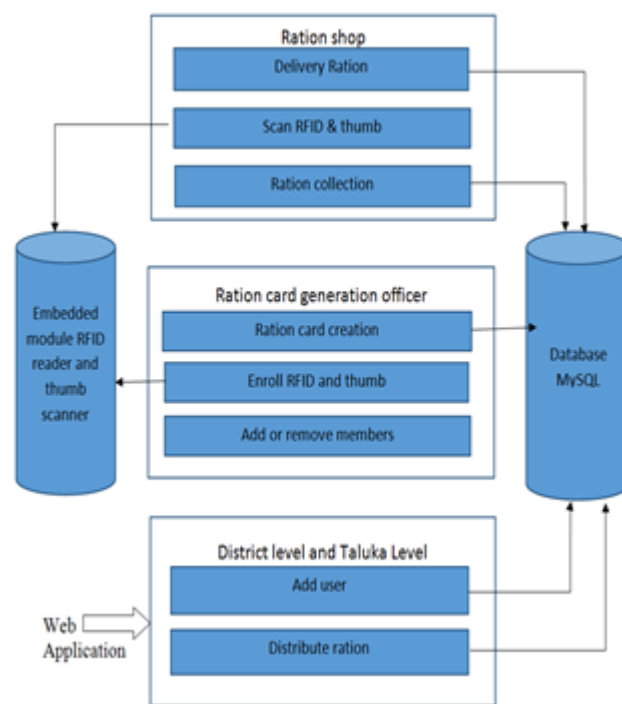 Ration shop
Delivery Ration
Scan RFID & thumb
Ration collection
Embedded
module RFID
reader and
thumb
scanner
Ration card generation officer
Ration card creation
Enroll RFID and thumb
Add or remove members
Database
MySQL
District level and Taluka Level
Add user
Distribute ration
Web
Application